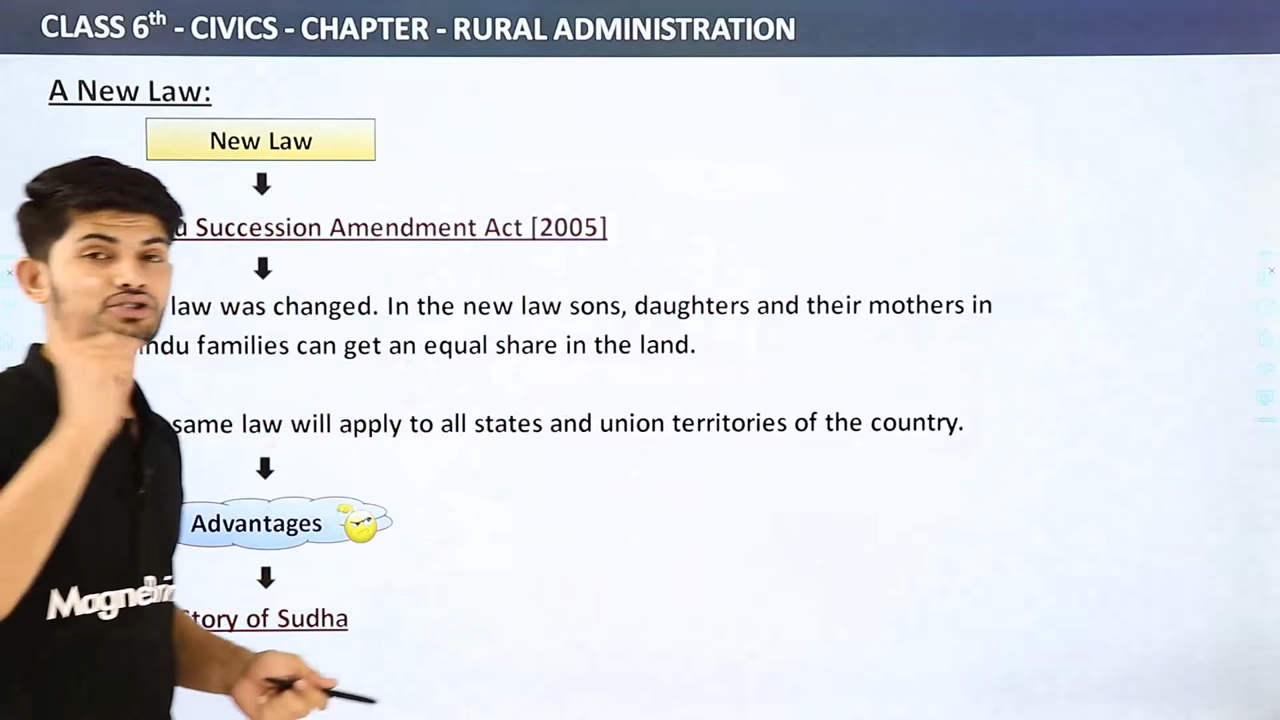 CLASS 6th - CIVICS - CHAPTER - RURAL ADMINISTRATION
A New Law:
New Law
Succession Amendment Act [2005]
law was changed. In the new law sons, daughters and their mothers in
families can get an equal share in the land.
same law will apply to all states and union territories of the country.
Advantages
of Sudha